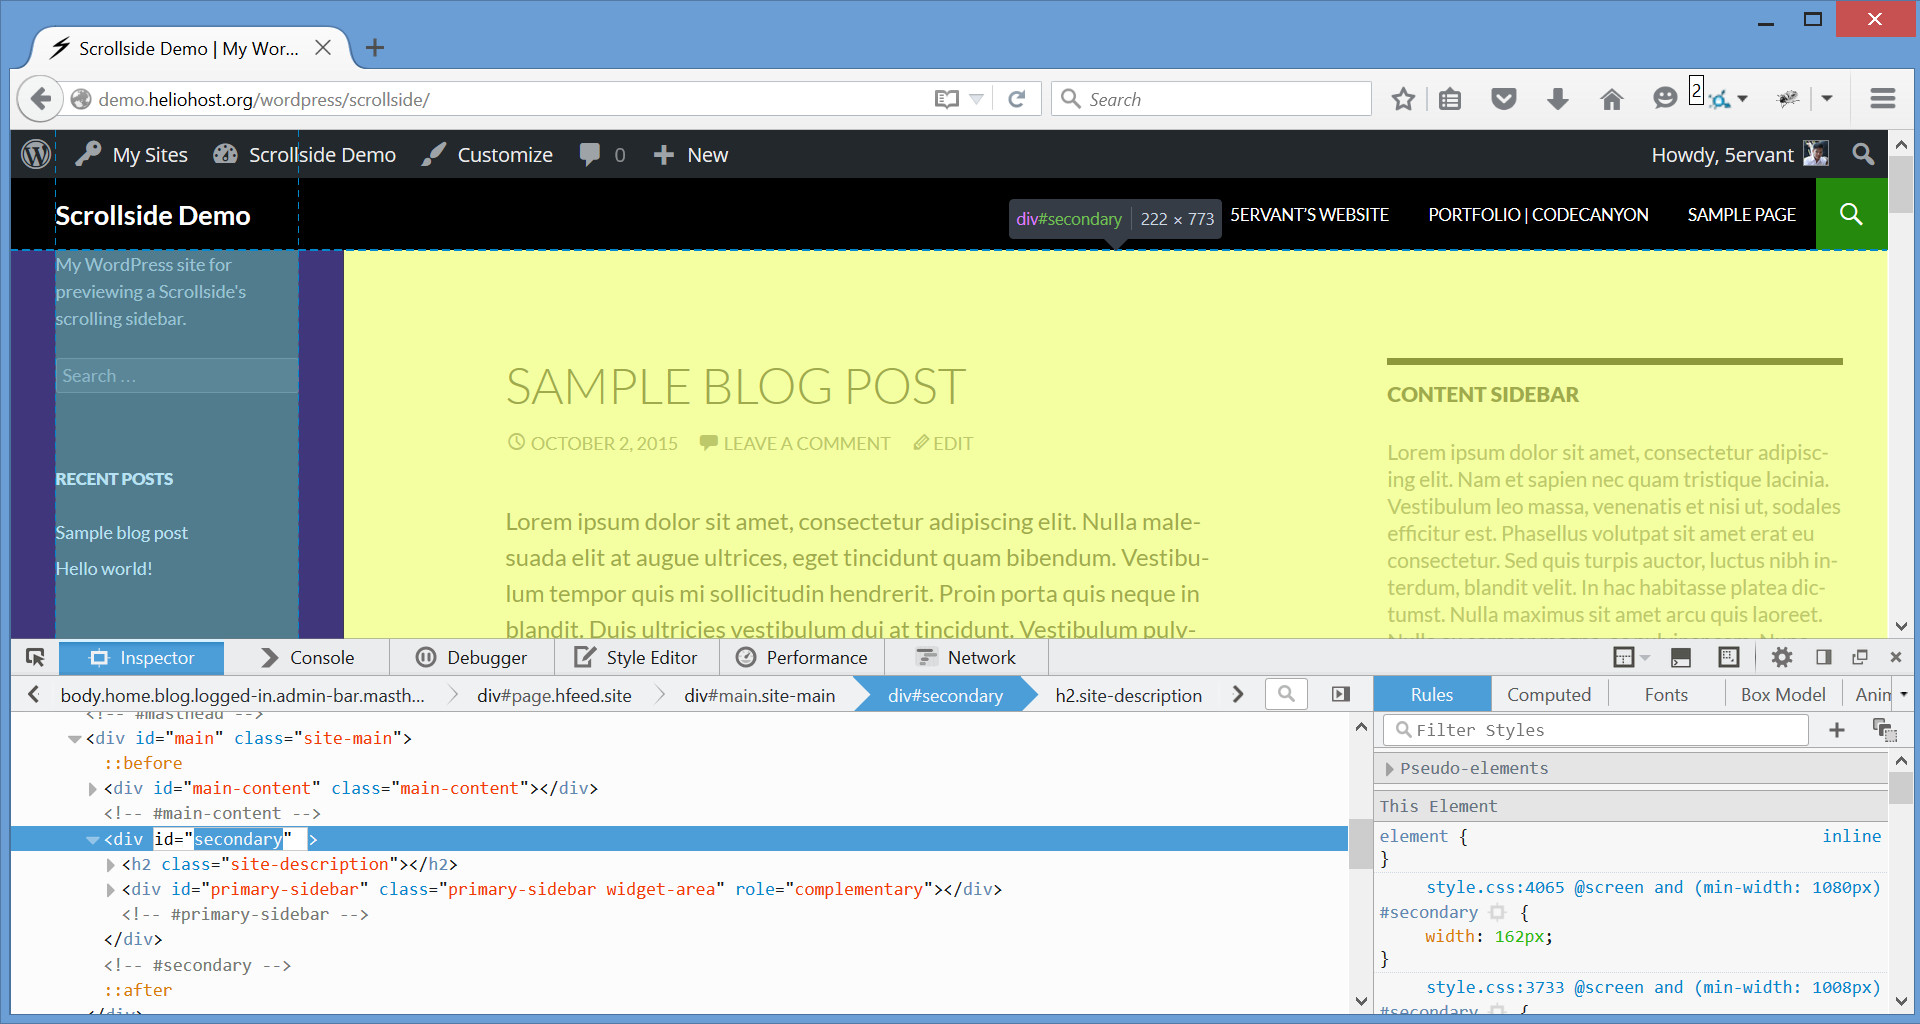 Scrollside Demo | My Wor...
demo.heliohost.org/wordpress/scrollside/
Search
2
My Sites
Scrollside Demo
Customize
0
New
Howdy, 5ervant
Scrollside Demo
div#secondary
222 × 773
5ERVANT'S WEBSITE
PORTFOLIO | CODECANYON
SAMPLE PAGE
My WordPress site for
previewing a Scrollside's
scrolling sidebar.
Search …
RECENT POSTS
Sample blog post
Hello world!
SAMPLE BLOG POST
OCTOBER 2, 2015
LEAVE A COMMENT
EDIT
Lorem ipsum dolor sit amet, consectetur adipiscing elit. Nulla male-
suada elit at augue ultrices, eget tincidunt quam bibendum. Vestibu-
lum tempor quis mi sollicitudin hendrerit. Proin porta quis neque in
blandit. Duis ultricies vestibulum dui at tincidunt. Vestibulum pulv-
CONTENT SIDEBAR
Lorem ipsum dolor sit amet, consectetur adipisc-
ing elit. Nam et sapien nec quam tristique lacinia.
Vestibulum leo massa, venenatis et nisi ut, sodales
efficitur est. Phasellus volutpat sit amet erat eu
consectetur. Sed quis turpis auctor, luctus nibh in-
terdum, blandit velit. In hac habitasse platea dic-
tumst. Nulla maximus sit amet arcu quis laoreet.
Inspector
Console
Debugger
Style Editor
Performance
Network
body.home.blog.logged-in.admin-bar.masth...
div#page.hfeed.site
div#main.site-main
div#secondary
h2.site-description
Rules
Computed
Fonts
Box Model
Anin
<!-- #masthead -->
<div id="main" class="site-main">
::before
<div id="main-content" class="main-content"></div>
<!-- #main-content -->
<div id="secondary" >
<h2 class="site-description"></h2>
<div id="primary-sidebar" class="primary-sidebar widget-area" role="complementary"></div>
<!-- #primary-sidebar -->
</div>
<!-- #secondary -->
::after
</div>
Filter Styles
Pseudo-elements
This Element
element {
inline
}
style.css:4065 @screen and (min-width: 1080px)
#secondary {
width: 162px;
}
style.css:3733 @screen and (min-width: 1008px)
#secondary {